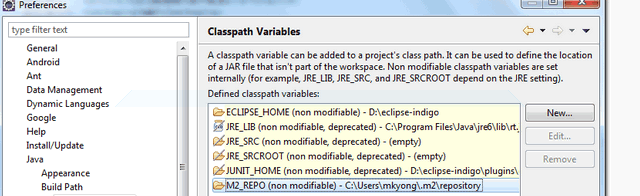 Preferences
type filter text
General
Android
Ant
Data Management
Dynamic Languages
Google
Help
Install/Update
Java
Appearance
Build Path
Classpath Variables
A classpath variable can be added to a project's class path. It can be used to define the location
of a JAR file that isn't part of the workspace. Non modifiable classpath variables are set
internally (for example, JRE_LIB, JRE_SRC, and JRE_SRCROOT depend on the JRE setting).
Defined classpath variables:
ECLIPSE_HOME (non modifiable) - D:\eclipse-indigo
JRE_LIB (non modifiable, deprecated) - C:\Program Files\Java\jre6\lib\rt.
JRE_SRC (non modifiable, deprecated) - (empty)
JRE_SRCROOT (non modifiable, deprecated) - (empty)
JUNIT_HOME (non modifiable, deprecated) - D:\eclipse-indigo\plugins\
M2_REPO (non modifiable) - C:\Users\mkyong\.m2\repository
New...
Edit...
Remove